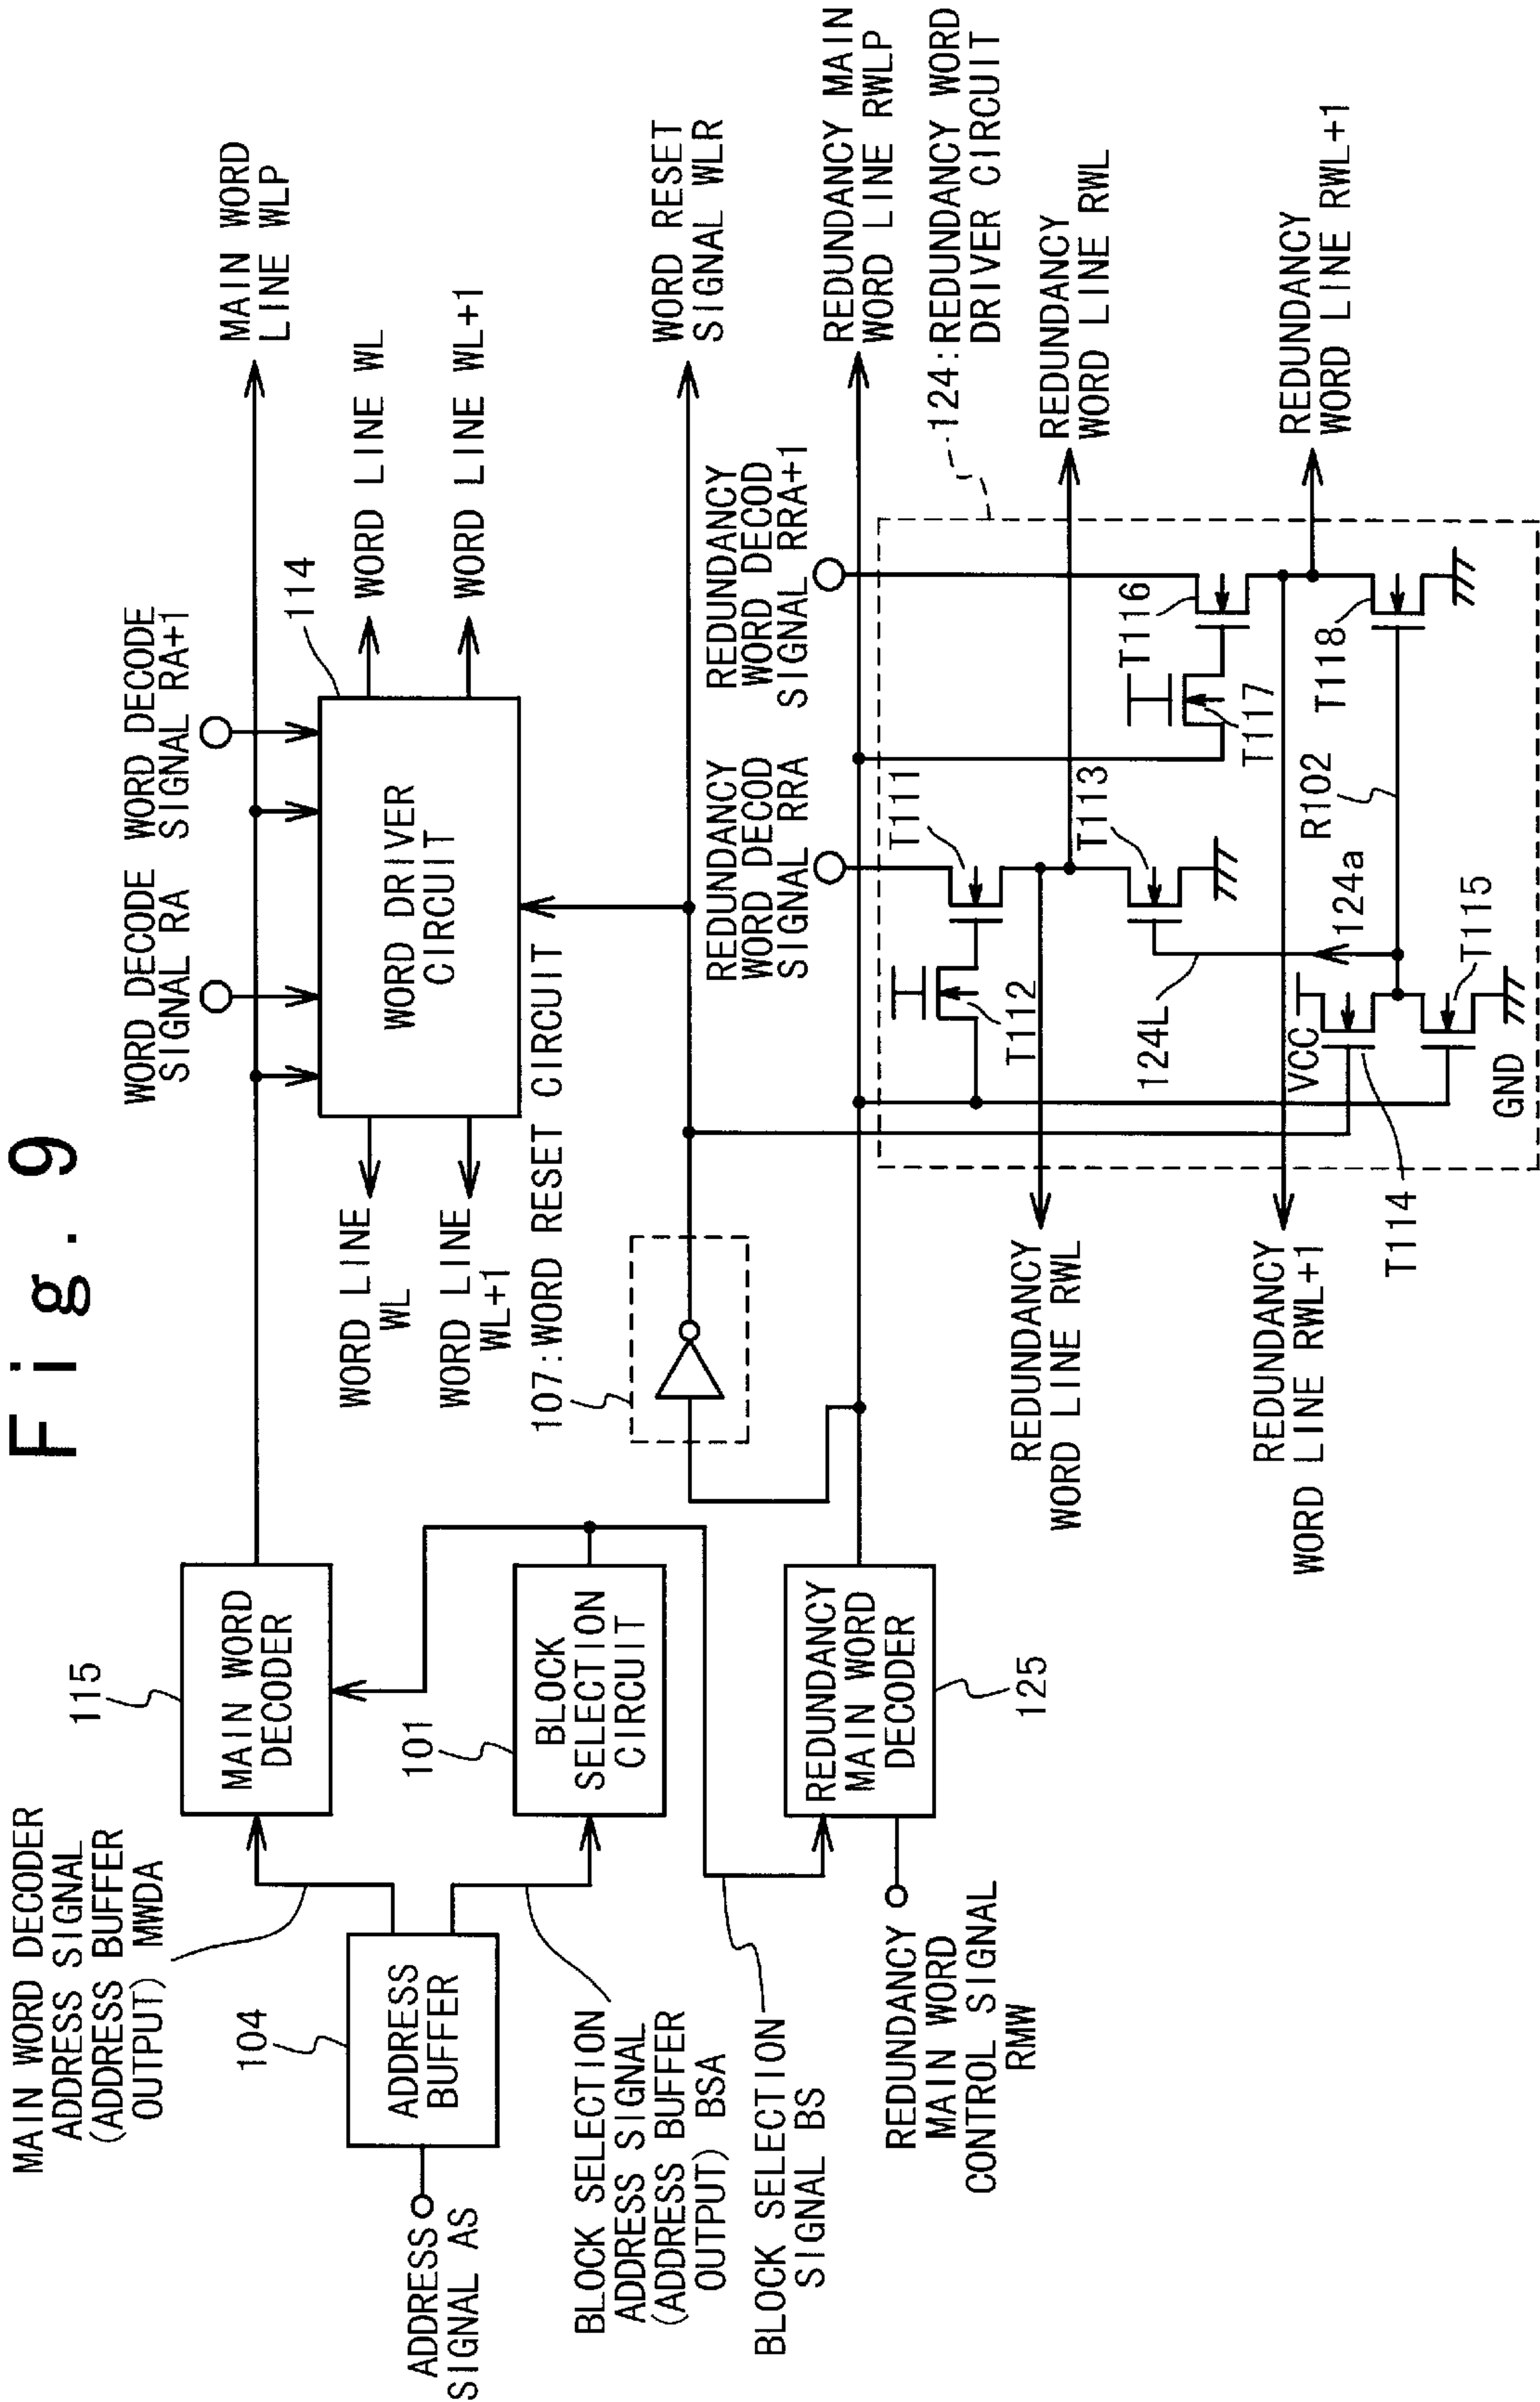 Fig. 9
MAIN WORD DECODER
ADDRESS SIGNAL
(ADDRESS BUFFER
OUTPUT) MWDA
115
MAIN WORD
DECODER
104
ADDRESS
BUFFER
ADDRESS
SIGNAL AS
101
BLOCK
SELECTION
CIRCUIT
BLOCK SELECTION
ADDRESS SIGNAL
(ADDRESS BUFFER
OUTPUT) BSA
BLOCK SELECTION
SIGNAL BS
REDUNDANCY
MAIN WORD
DECODER
125
REDUNDANCY
MAIN WORD
CONTROL SIGNAL
RMW
WORD DECODE
SIGNAL RA
WORD DECODE
SIGNAL RA+1
MAIN WORD
LINE WLP
114
WORD DRIVER
CIRCUIT
WORD LINE
WL
WORD LINE
WL+1
WORD LINE WL
WORD LINE WL+1
107:WORD RESET CIRCUIT
WORD RESET
SIGNAL WLR
REDUNDANCY
WORD DECOD
SIGNAL RRA
REDUNDANCY
WORD DECOD
SIGNAL RRA+1
REDUNDANCY MAIN
WORD LINE RWLP
124:REDUNDANCY WORD
DRIVER CIRCUIT
T111
T112
T113
T116
T117
T118
124L
124a
R102
VCC
T115
GND
T114
REDUNDANCY
WORD LINE RWL
REDUNDANCY
WORD LINE RWL+1
REDUNDANCY
WORD LINE RWL
REDUNDANCY
WORD LINE RWL+1